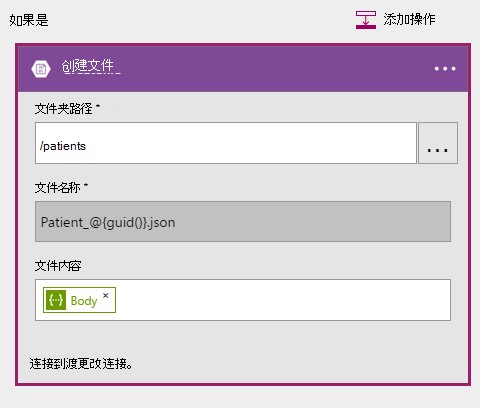 如果是
添加操作
创建文件
文件夹路径 *
/patients
...
文件名称 *
Patient_@{guid()}.json
文件内容
Body ×
连接到渡更改连接。